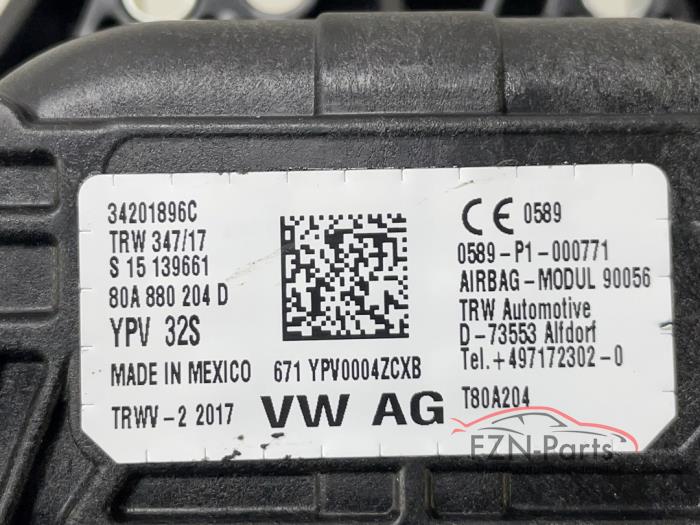 34201896C
TRW 347/17
S 15 139661
80A 880 204 D
YPV 32S
MADE IN MEXICO
671 YPV0004ZCXB
TRWV-2 2017
VW AG
CE 0589
0589-P1-000771
AIRBAG-MODUL 90056
TRW Automotive
D-73553 Alfdorf
Tel.+497172302-0
T80A204
EZN-Parts